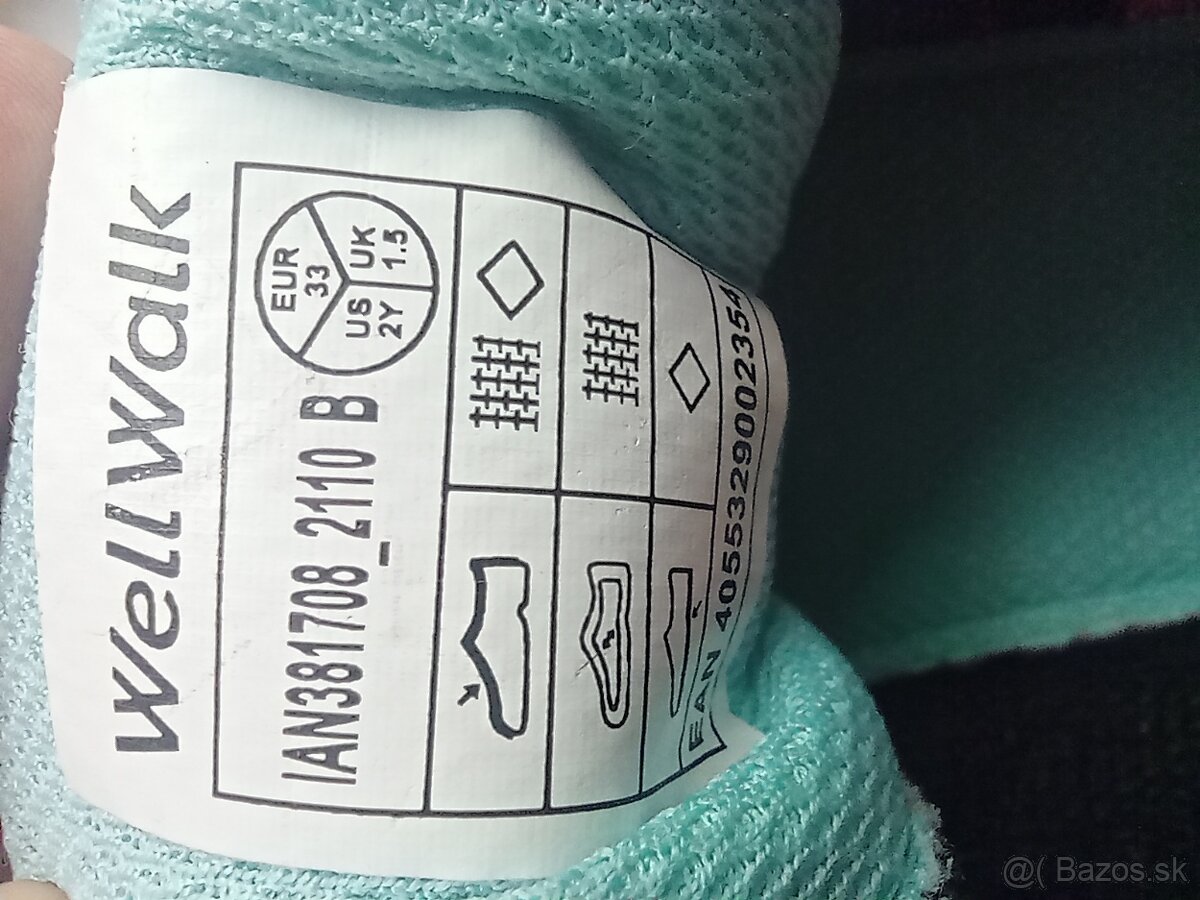 WellWalk
IAN381708_2110 B
EUR
33
UK
1.5
US
2Y
EAN 4055329002354
@( Bazos.sk